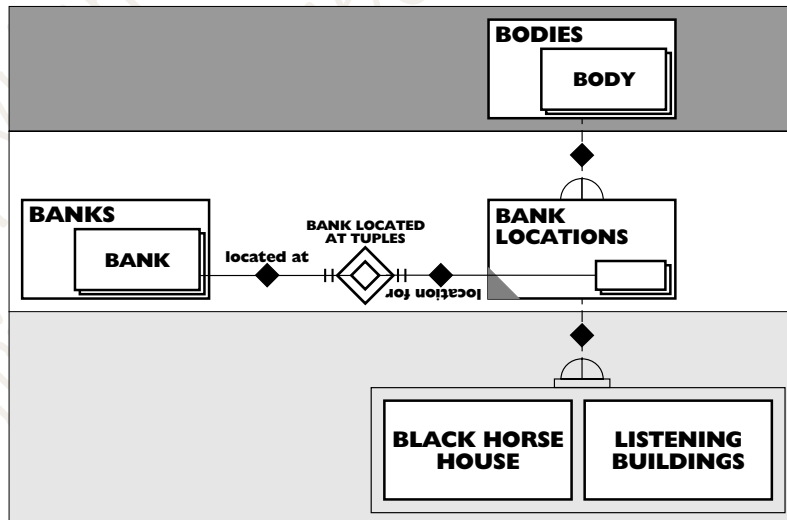 BODIES
BODY
BANKS
BANK
located at
BANK LOCATED
AT TUPLES
location for
BANK
LOCATIONS
BLACK HORSE
HOUSE
LISTENING
BUILDINGS